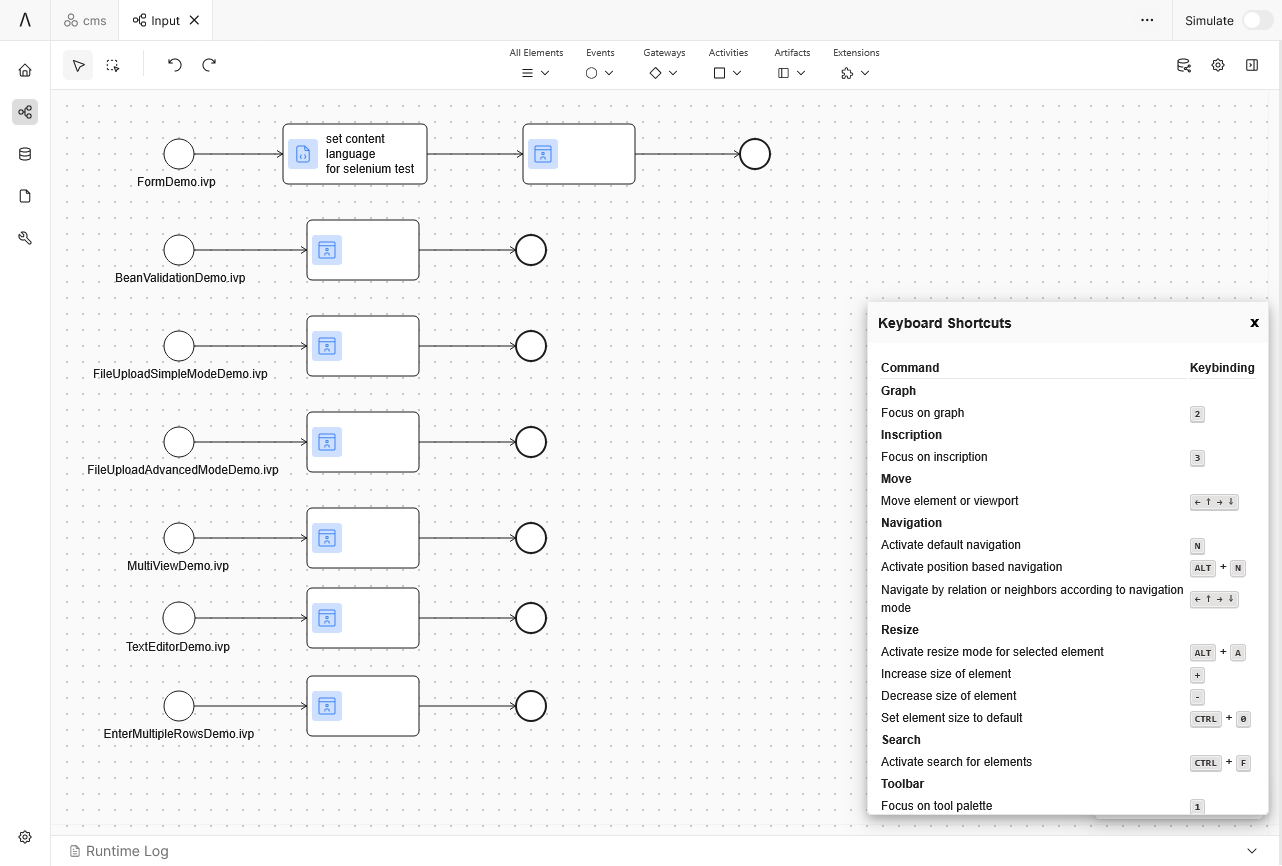 cms
Input
Simulate
All Elements
Events
Gateways
Activities
Artifacts
Extensions
set content
language
for selenium test
FormDemo.ivp
BeanValidationDemo.ivp
FileUploadSimpleModeDemo.ivp
FileUploadAdvancedModeDemo.ivp
MultiViewDemo.ivp
TextEditorDemo.ivp
EnterMultipleRowsDemo.ivp
Keyboard Shortcuts x
Command Keybinding
Graph
Focus on graph 2
Inscription
Focus on inscription 3
Move
Move element or viewport ← ↑ → ↓
Navigation
Activate default navigation N
Activate position based navigation ALT + N
Navigate by relation or neighbors according to navigation
mode ← ↑ → ↓
Resize
Activate resize mode for selected element ALT + A
Increase size of element +
Decrease size of element -
Set element size to default CTRL + 0
Search
Activate search for elements CTRL + F
Toolbar
Focus on tool palette 1
Runtime Log